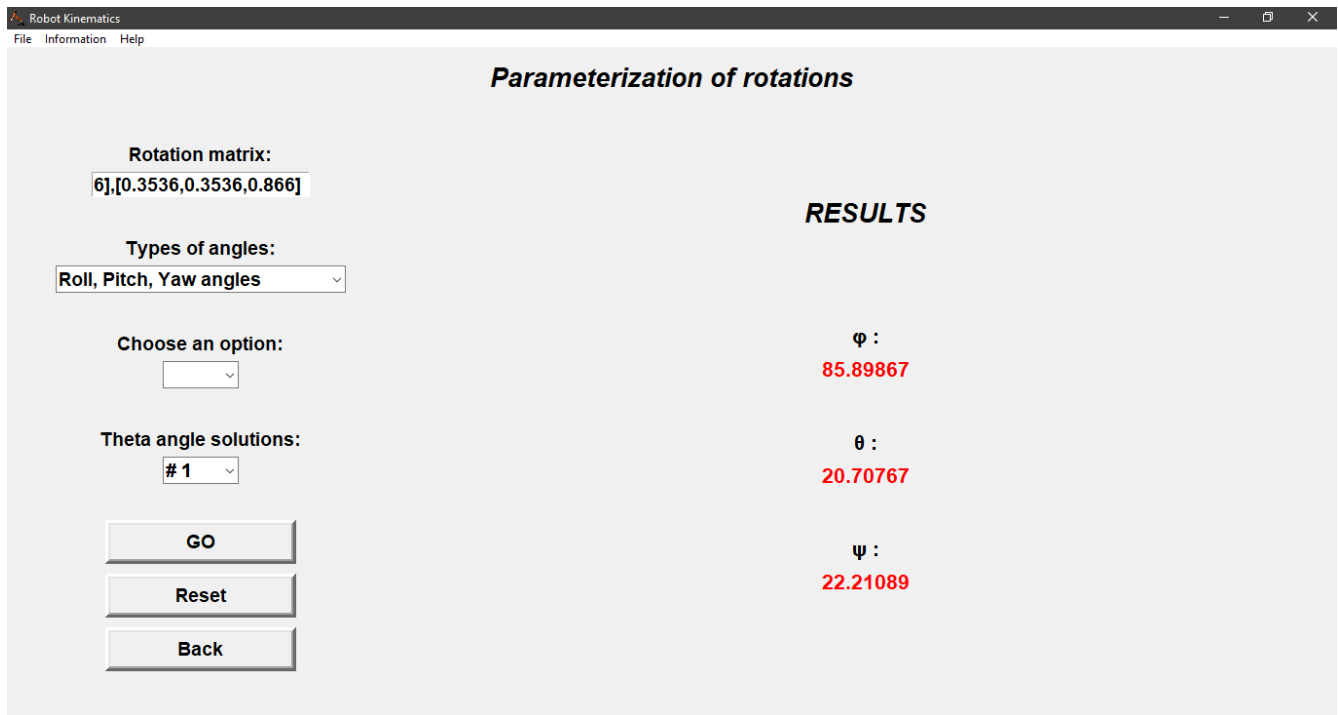 Robot Kinematics
File Information Help
Parameterization of rotations
Rotation matrix:
6],[0.3536,0.3536,0.866]
Types of angles:
Roll, Pitch, Yaw angles
Choose an option:
Theta angle solutions:
# 1
GO
Reset
Back
RESULTS
φ :
85.89867
θ :
20.70767
ψ :
22.21089